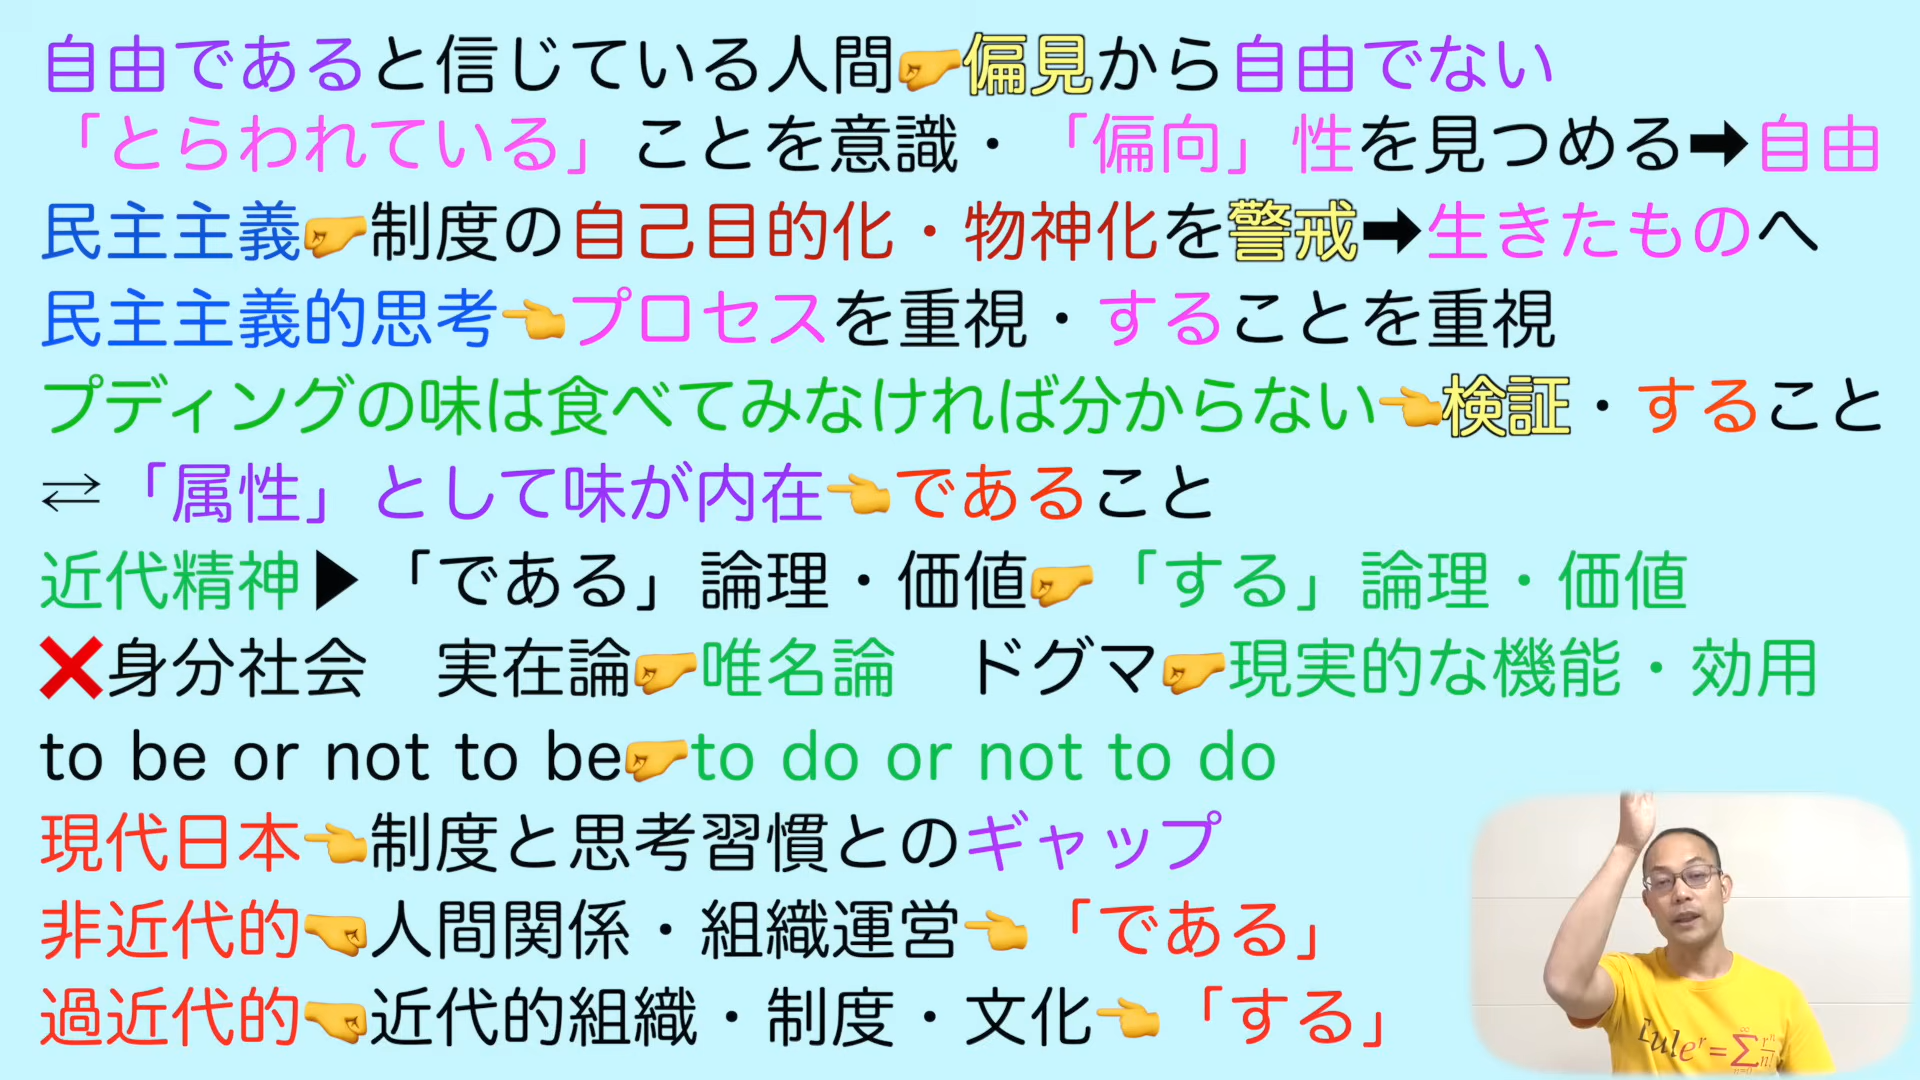 自由であると信じている人間👉偏見から自由でない
「とらわれている」ことを意識・「偏向」性を見つめる➡自由
民主主義👉制度の自己目的化・物神化を警戒➡生きたものへ
民主主義的思考👈プロセスを重視・することを重視
プディングの味は食べてみなければ分からない👈検証・すること
⇄「属性」として味が内在👈であること
近代精神▶「である」論理・価値👉「する」論理・価値
❌身分社会　実在論👉唯名論　ドグマ👉現実的な機能・効用
to be or not to be👉to do or not to do
現代日本👈制度と思考習慣とのギャップ
非近代的🤜人間関係・組織運営👈「である」
過近代的🤜近代的組織・制度・文化👈「する」